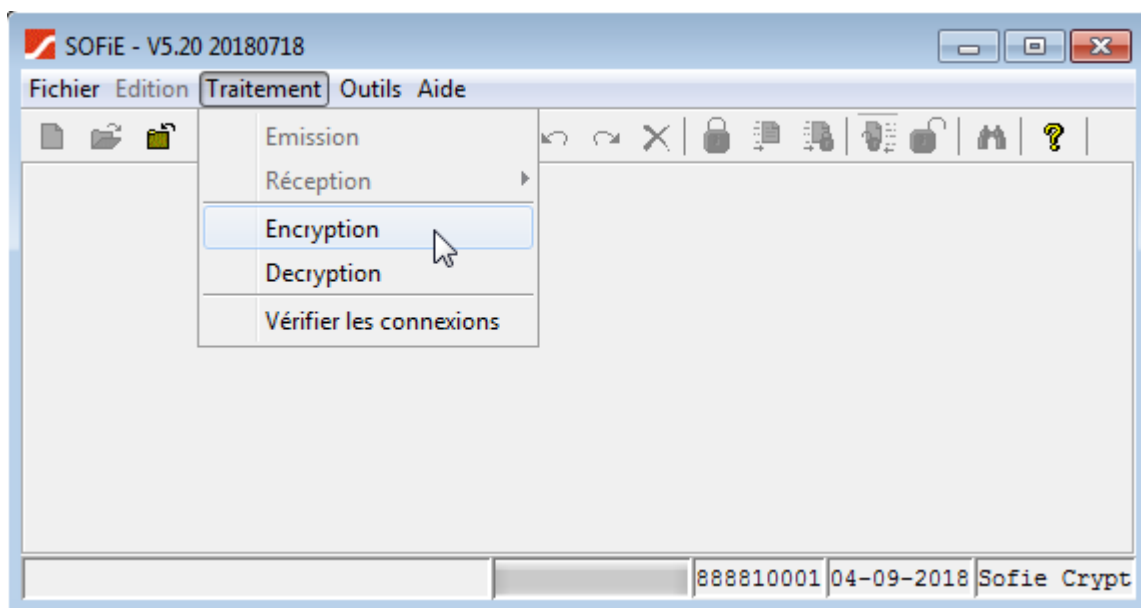 SOFiE - V5.20 20180718
Fichier Edition Traitement Outils Aide
Emission
Réception
Encryption
Decryption
Vérifier les connexions
888810001 04-09-2018 Sofie Crypt